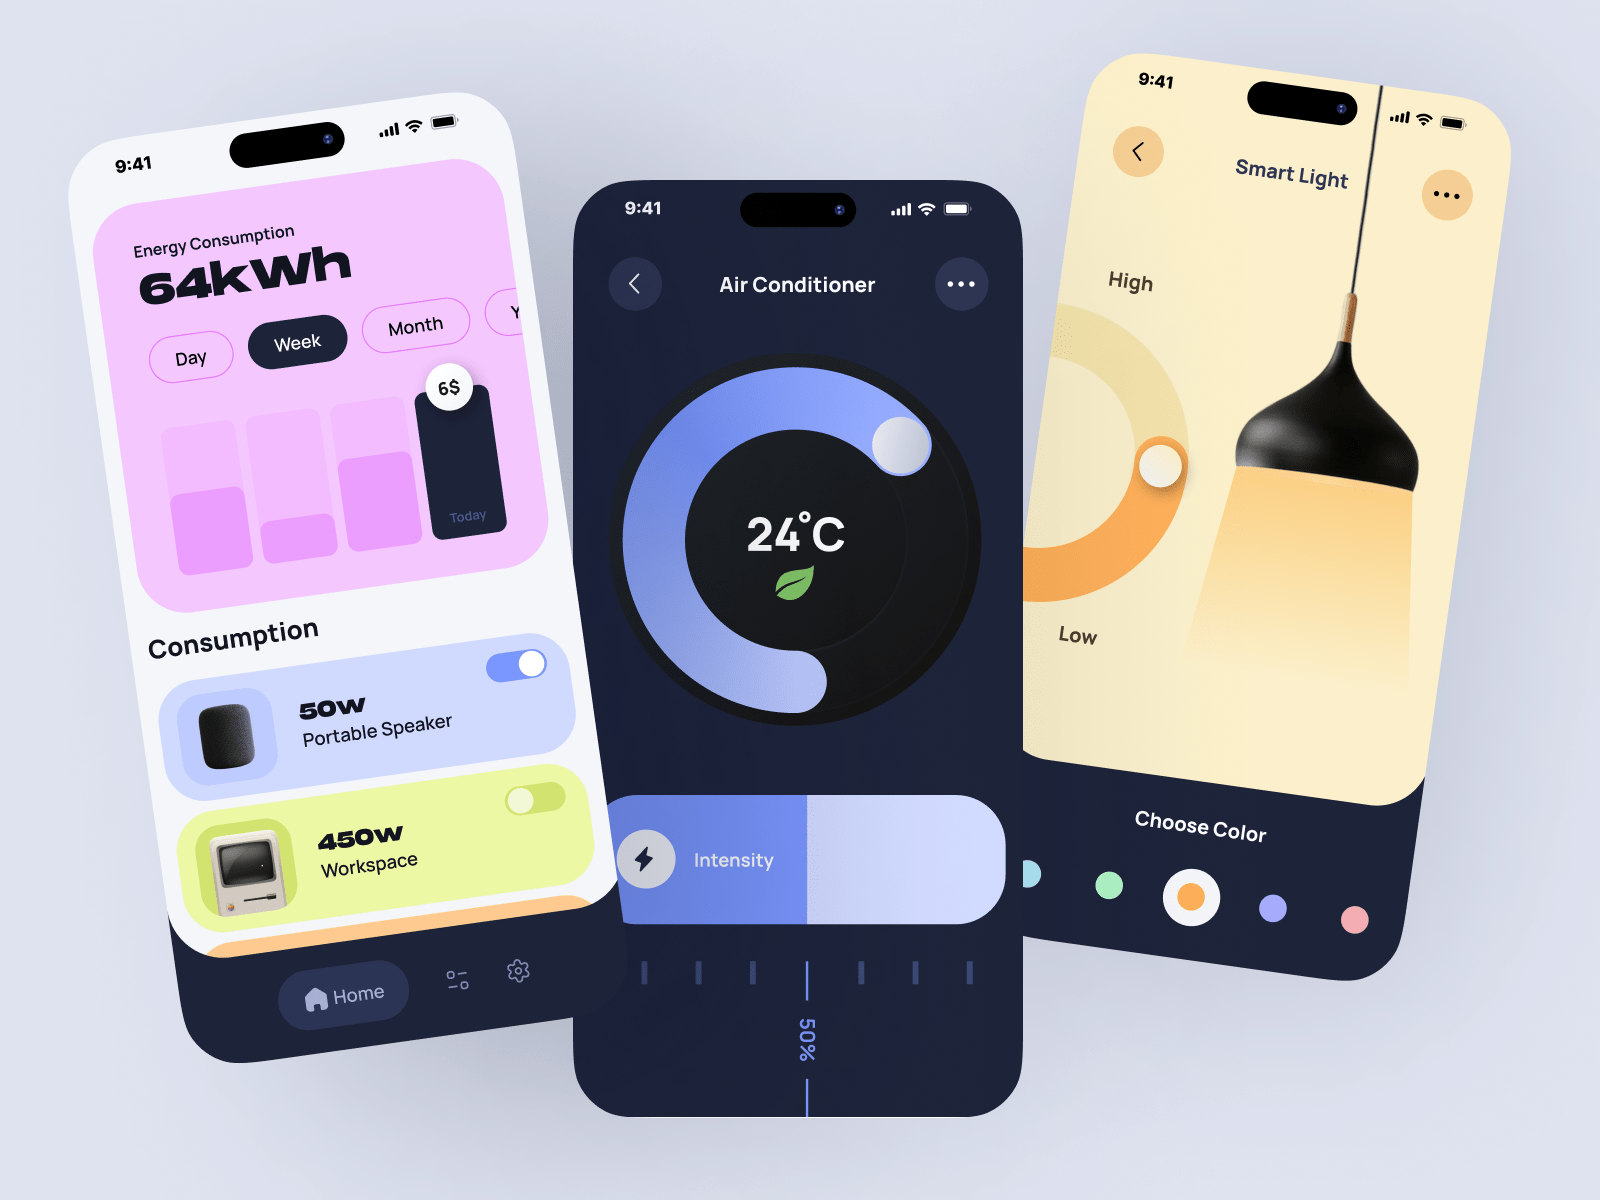 9:41
Energy Consumption
64kWh
Day
Week
Month
Y
6$
Today
Consumption
50w
Portable Speaker
450w
Workspace
Home
9:41
Air Conditioner
24°C
Intensity
50%
9:41
Smart Light
High
Low
Choose Color